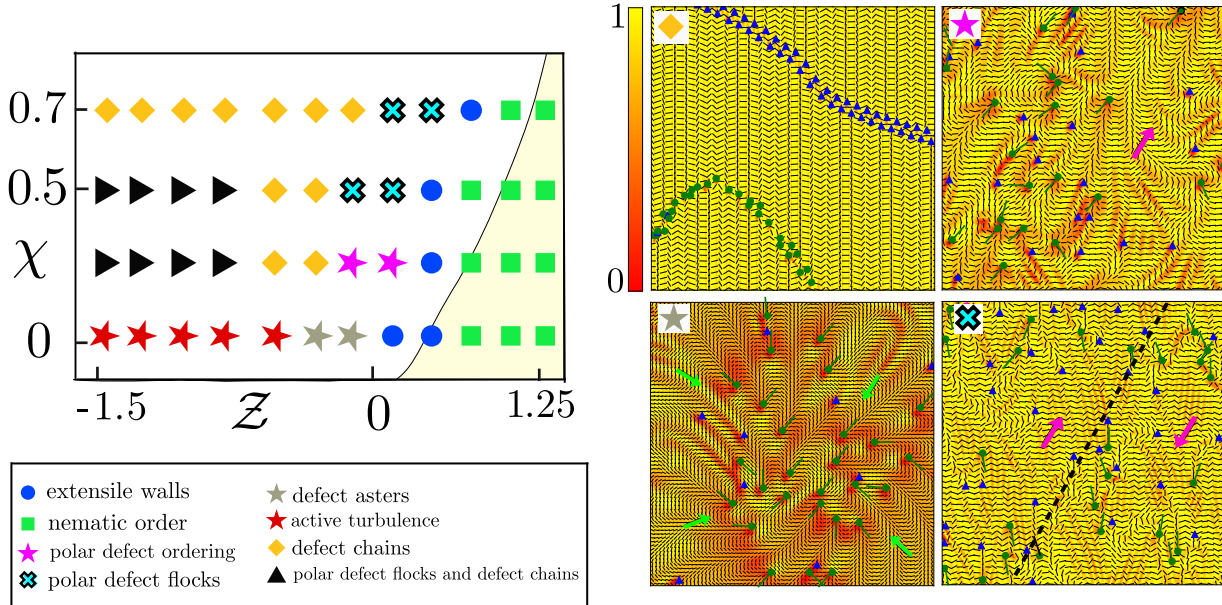 0.7
0.5
χ
0
-1.5
𝒵
0
1.25
extensile walls
nematic order
polar defect ordering
polar defect flocks
defect asters
active turbulence
defect chains
polar defect flocks and defect chains
1
0